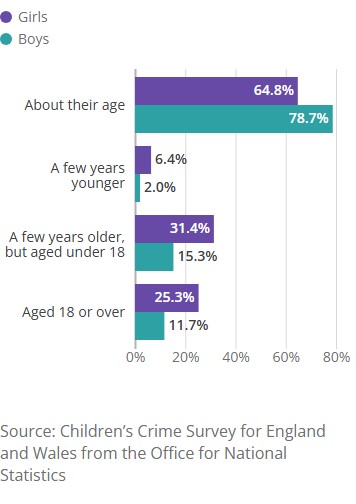 Girls
Boys
About their age
64.8%
78.7%
A few years
younger
6.4%
2.0%
A few years older,
but aged under 18
31.4%
15.3%
Aged 18 or over
25.3%
11.7%
0% 20% 40% 60% 80%
Source: Children’s Crime Survey for England
and Wales from the Office for National
Statistics